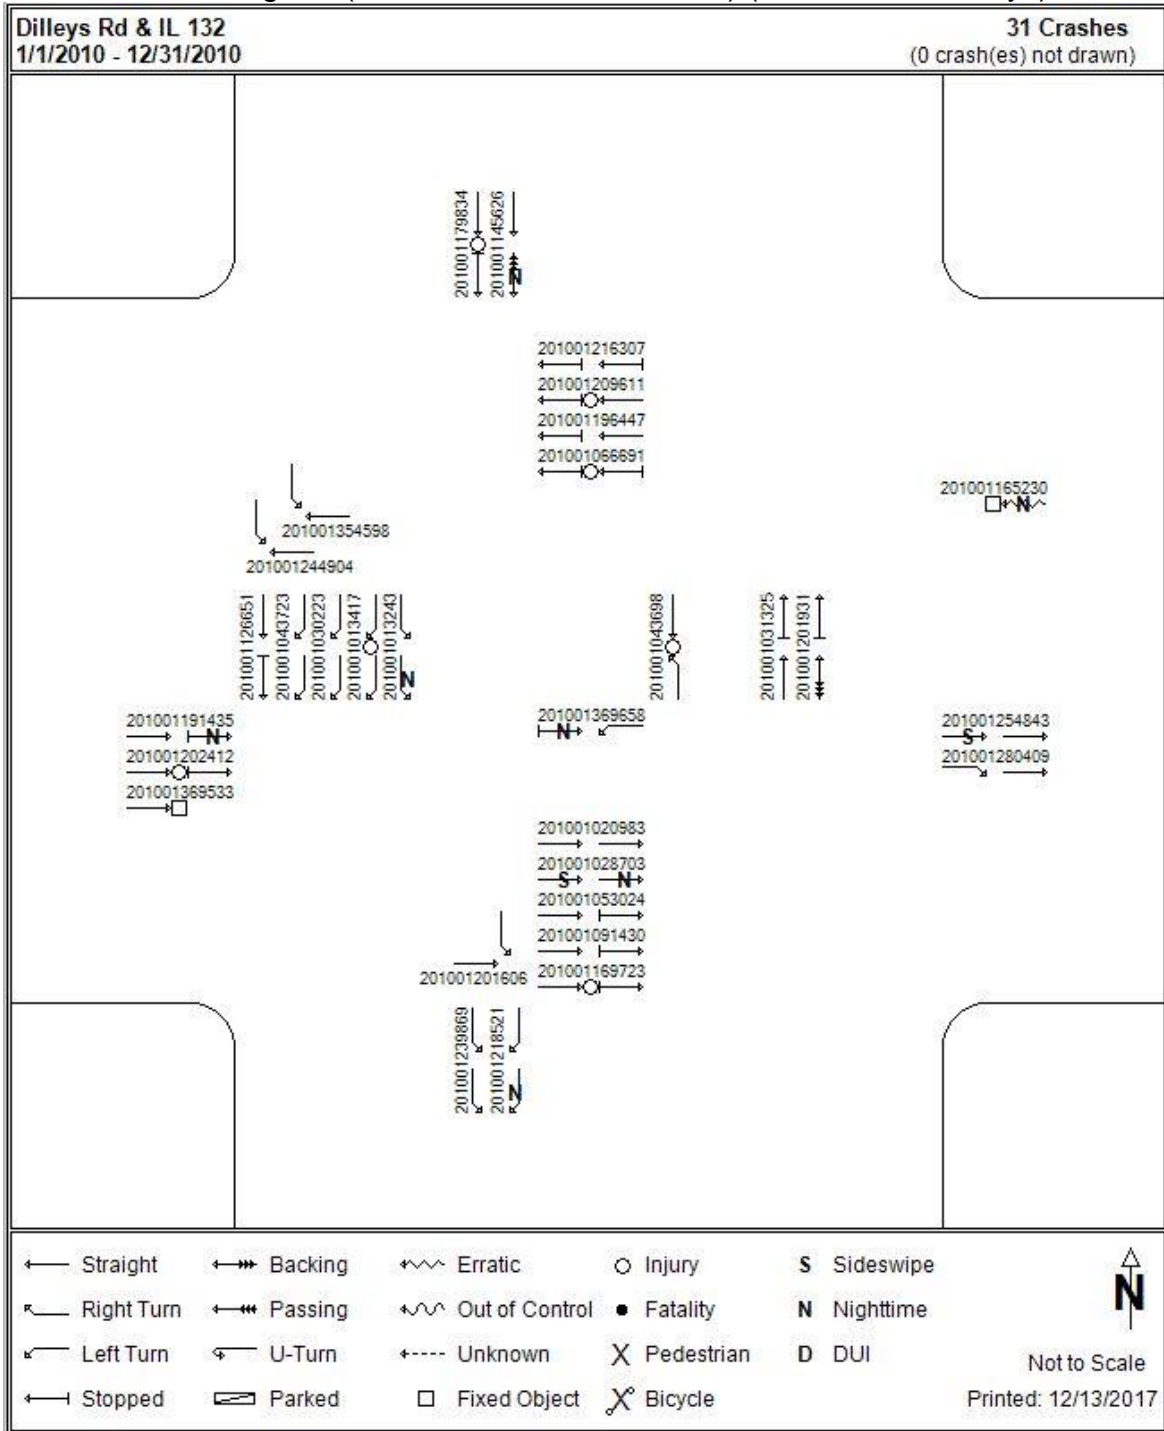 Dilleys Rd & IL 132
31 Crashes
1/1/2010 - 12/31/2010
(0 crash(es) not drawn)
201001179834
201001145626
N
201001216307
201001209611
201001196447
201001066691
201001165230
N
201001354598
201001244904
201001126651
201001043723
201001030223
201001013417
201001013243
N
201001043698
201001031325
201001201931
201001191435
N
201001202412
201001369533
201001369658
N
201001254843
S
201001280409
201001020983
201001028703
S N
201001053024
201001091430
201001169723
201001201606
201001239869
201001218521
N
Straight Backing Erratic Injury S Sideswipe
Right Turn Passing Out of Control Fatality N Nighttime
Left Turn U-Turn Unknown Pedestrian D DUI
Stopped Parked Fixed Object Bicycle
N
Not to Scale
Printed: 12/13/2017